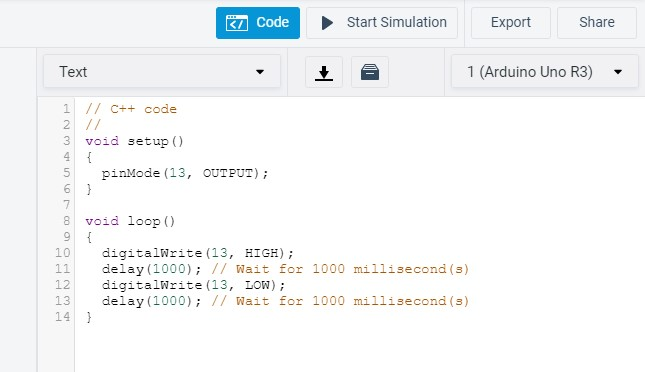 Code
Start Simulation
Export
Share
Text
1 (Arduino Uno R3)
1 // C++ code
2 //
3 void setup()
4 {
5   pinMode(13, OUTPUT);
6 }
7
8 void loop()
9 {
10   digitalWrite(13, HIGH);
11   delay(1000); // Wait for 1000 millisecond(s)
12   digitalWrite(13, LOW);
13   delay(1000); // Wait for 1000 millisecond(s)
14 }